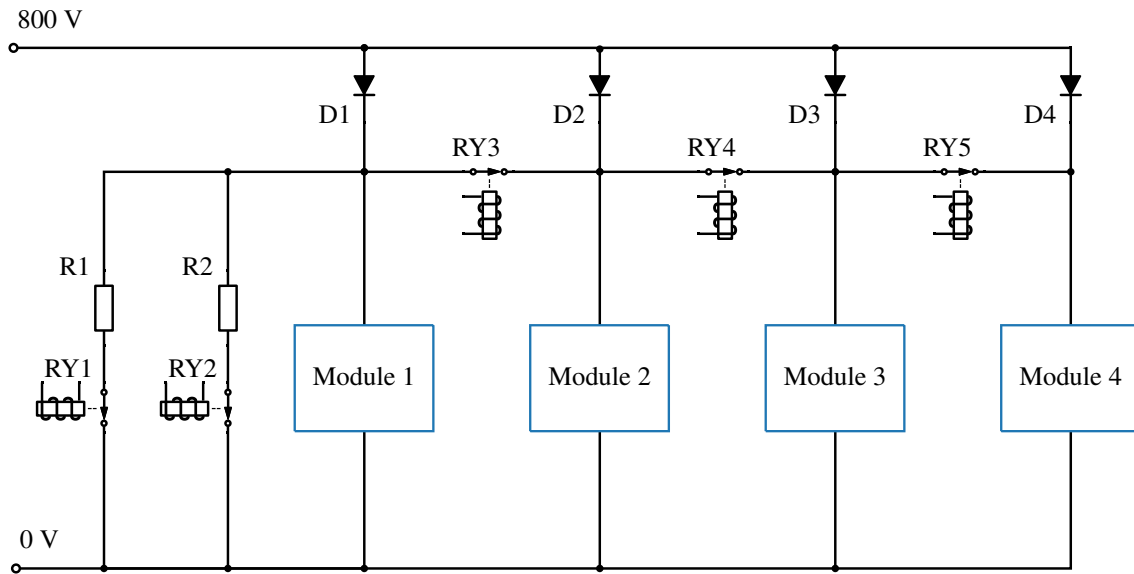 800 V
D1
D2
D3
D4
RY3
RY4
RY5
R1
R2
RY1
RY2
Module 1
Module 2
Module 3
Module 4
0 V